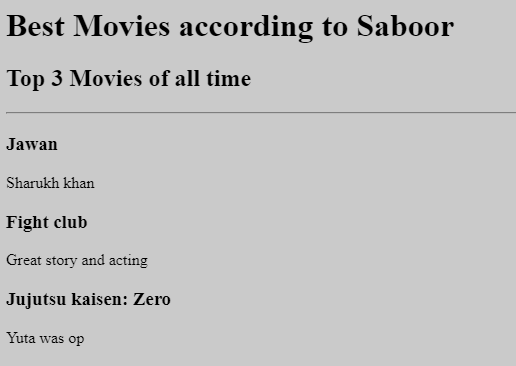 Best Movies according to Saboor
Top 3 Movies of all time
Jawan
Sharukh khan
Fight club
Great story and acting
Jujutsu kaisen: Zero
Yuta was op